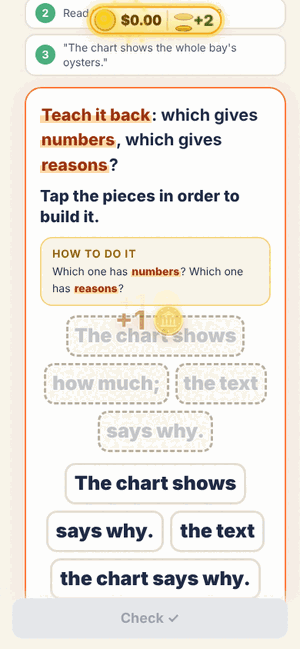 2 Read
$0.00 +2
3 "The chart shows the whole bay's
oysters."
Teach it back: which gives
numbers, which gives
reasons?
Tap the pieces in order to
build it.
HOW TO DO IT
Which one has numbers? Which one
has reasons?
+1
The chart shows
how much; the text
says why.
The chart shows
says why. the text
the chart says why.
Check ✓